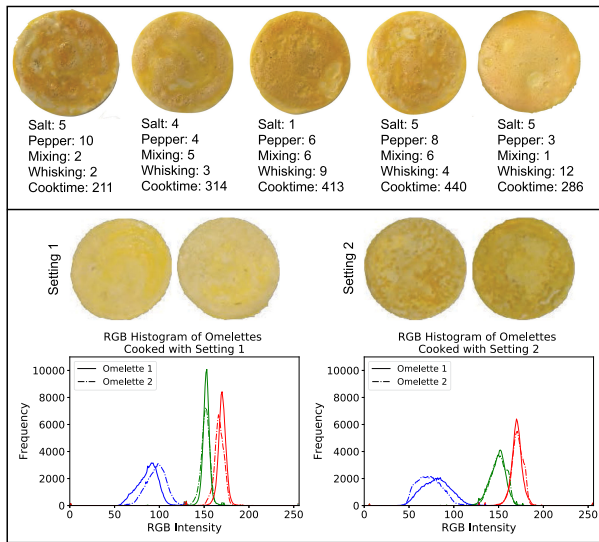 Salt: 5
Pepper: 10
Mixing: 2
Whisking: 2
Cooktime: 211
Salt: 4
Pepper: 4
Mixing: 5
Whisking: 3
Cooktime: 314
Salt: 1
Pepper: 6
Mixing: 6
Whisking: 9
Cooktime: 413
Salt: 5
Pepper: 8
Mixing: 6
Whisking: 4
Cooktime: 440
Salt: 5
Pepper: 3
Mixing: 1
Whisking: 12
Cooktime: 286
Setting 1
Setting 2
RGB Histogram of Omelettes
Cooked with Setting 1
Omelette 1
Omelette 2
Frequency
10000
8000
6000
4000
2000
0
0 50 100 150 200 250
RGB Intensity
RGB Histogram of Omelettes
Cooked with Setting 2
Omelette 1
Omelette 2
Frequency
10000
8000
6000
4000
2000
0
0 50 100 150 200 250
RGB Intensity